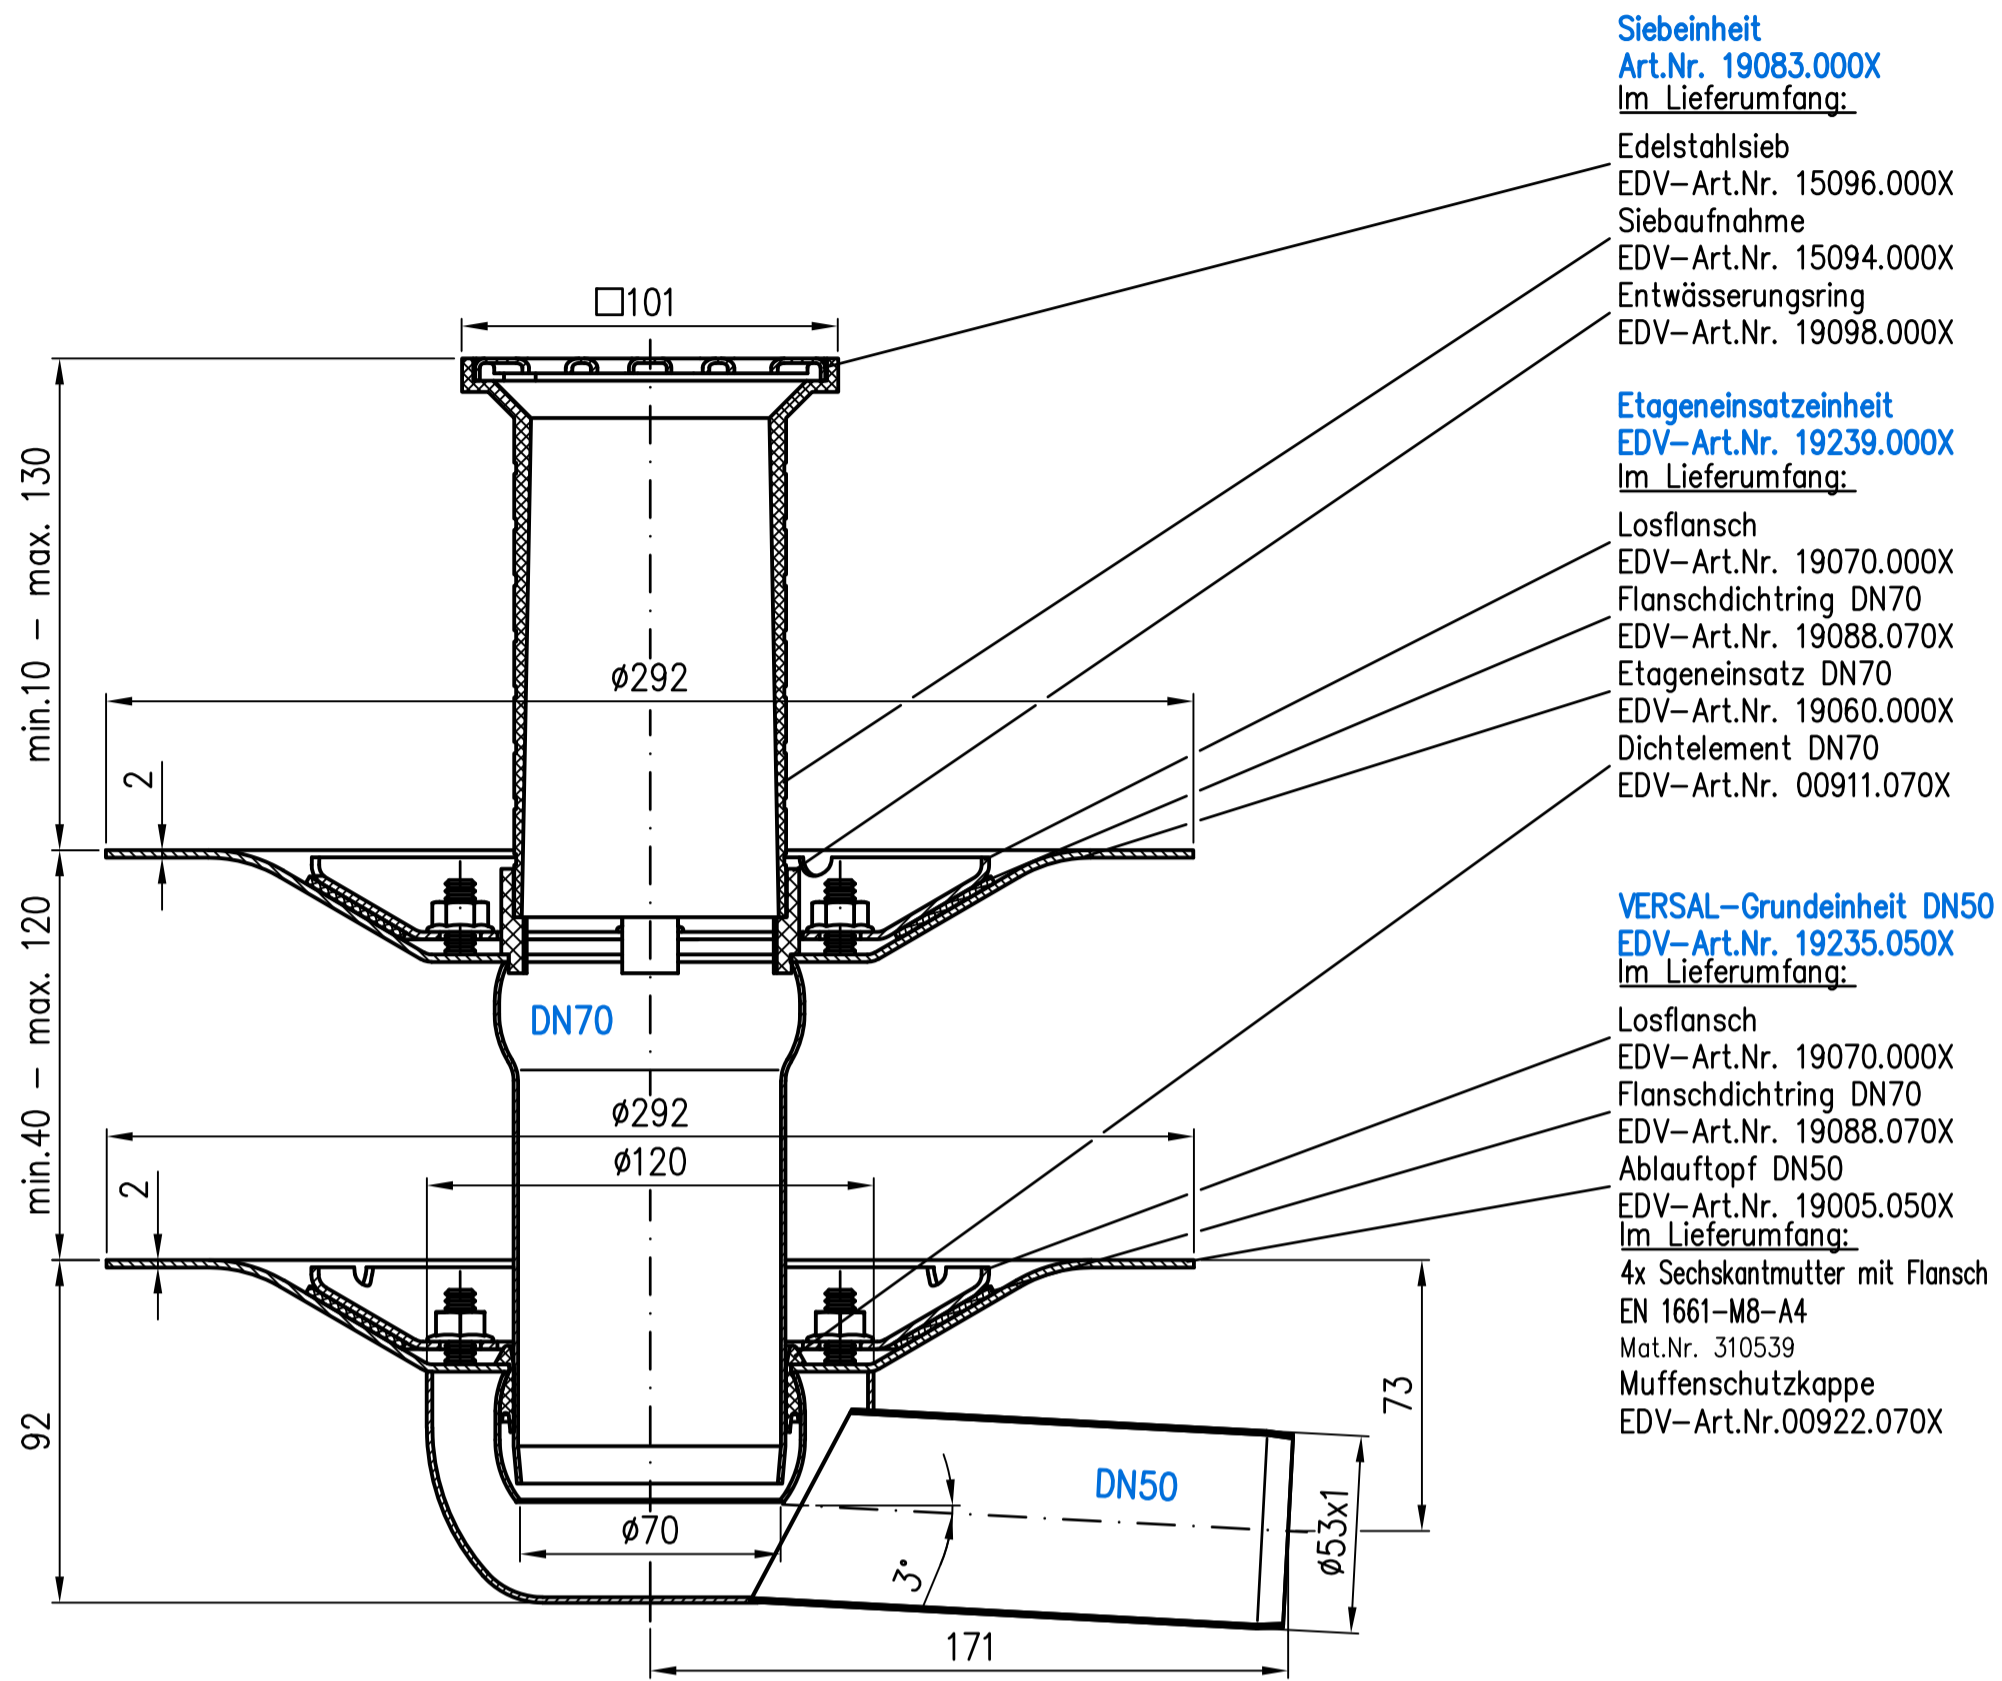 Siebeinheit
Art.Nr. 19083.000X
Im Lieferumfang:
Edelstahlsieb
EDV-Art.Nr. 15096.000X
Siebaufnahme
EDV-Art.Nr. 15094.000X
Entwässerungsring
EDV-Art.Nr. 19098.000X
Etageneinsatzeinheit
EDV-Art.Nr. 19239.000X
Im Lieferumfang:
Losflansch
EDV-Art.Nr. 19070.000X
Flanschdichtring DN70
EDV-Art.Nr. 19088.070X
Etageneinsatz DN70
EDV-Art.Nr. 19060.000X
Dichtelement DN70
EDV-Art.Nr. 00911.070X
VERSAL-Grundeinheit DN50
EDV-Art.Nr. 19235.050X
Im Lieferumfang:
Losflansch
EDV-Art.Nr. 19070.000X
Flanschdichtring DN70
EDV-Art.Nr. 19088.070X
Ablauftopf DN50
EDV-Art.Nr. 19005.050X
Im Lieferumfang:
4x Sechskantmutter mit Flansch
EN 1661-M8-A4
Mat.Nr. 310539
Muffenschutzkappe
EDV-Art.Nr.00922.070X
□101
min.10 - max. 130
ø292
2
min.40 - max. 120
DN70
ø292
ø120
2
92
73
DN50
ø53x1
ø70
3°
171